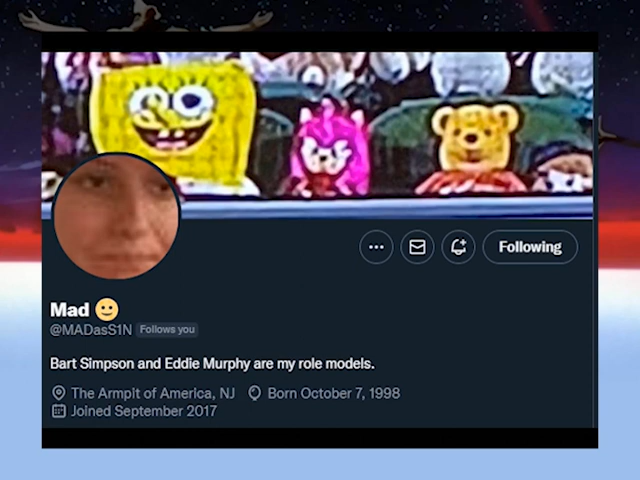 Following
Mad
@MADasS1N Follows you
Bart Simpson and Eddie Murphy are my role models.
The Armpit of America, NJ Born October 7, 1998
Joined September 2017